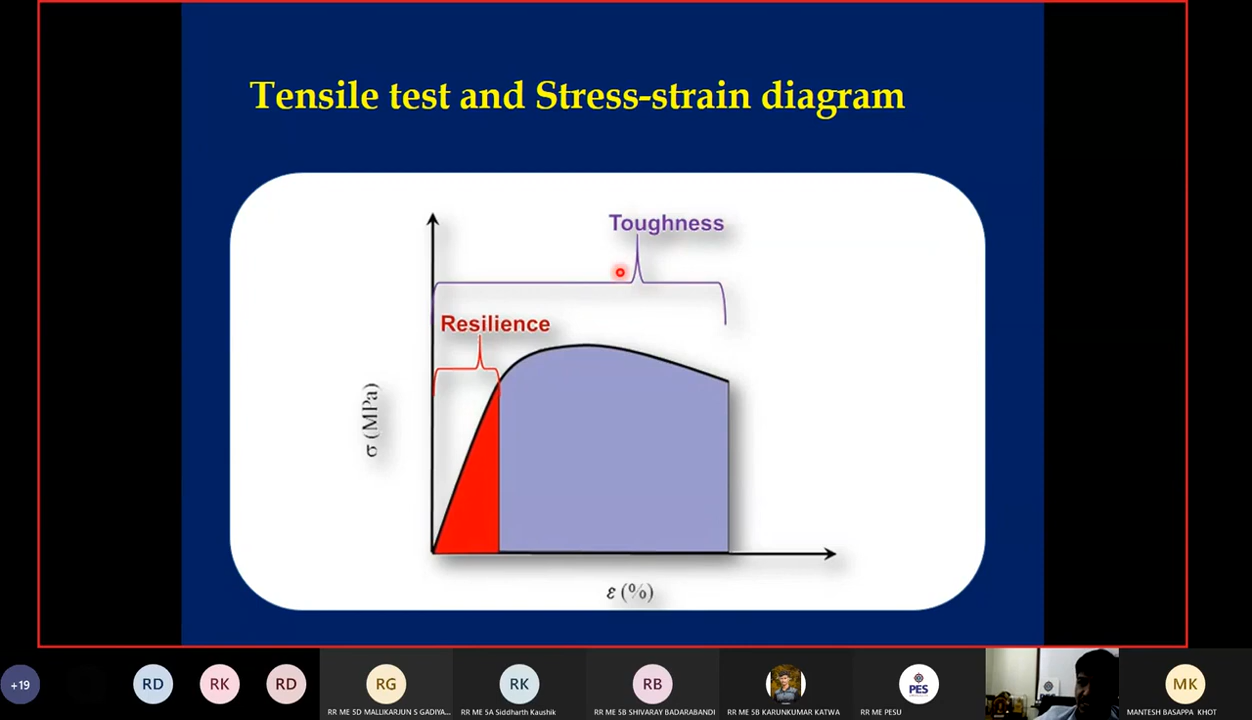 Tensile test and Stress-strain diagram
Toughness
Resilience
σ (MPa)
ε (%)
+19
RD
RK
RD
RG
RK
RB
PES
MK
RR ME 5D MALLIKARJUN S GADIYA...
RR ME 5A Siddharth Kaushik
RR ME 5B SHIVARAY BADARABANDI
RR ME 5B KARUNKUMAR KATWA
RR ME PESU
MANTESH BASAPPA KHOT